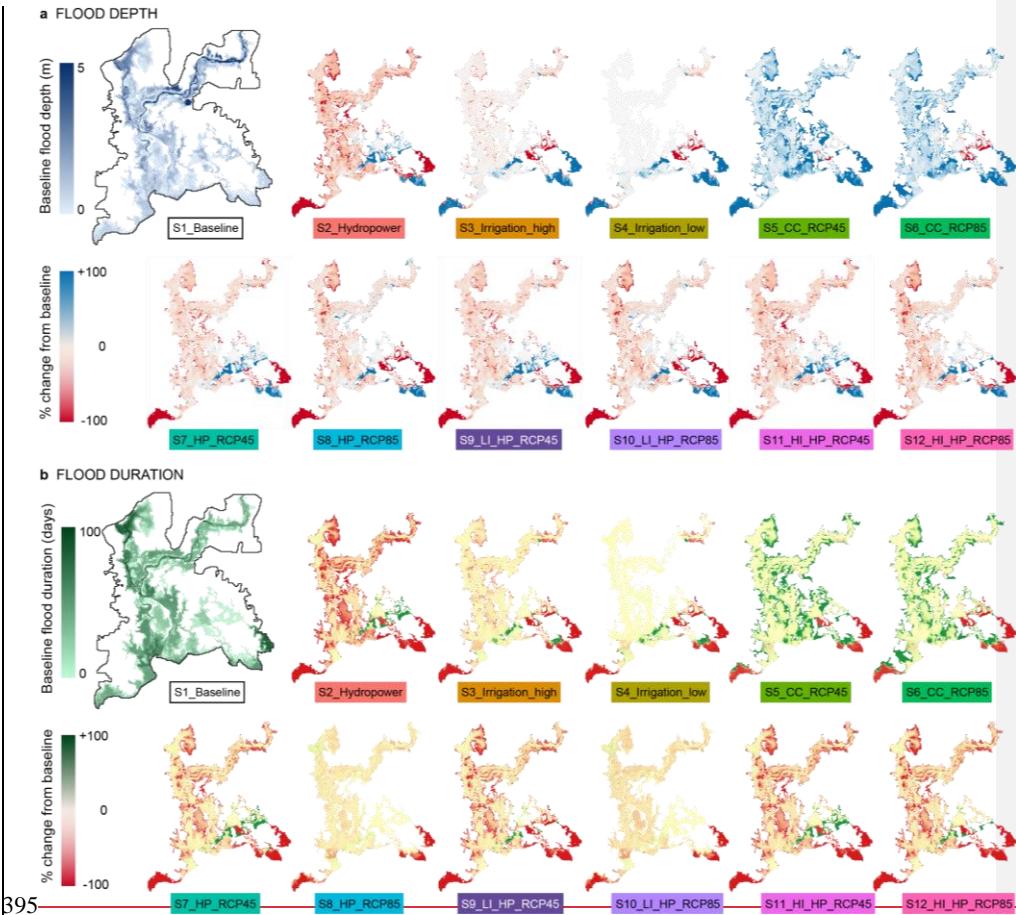 a FLOOD DEPTH
Baseline flood depth (m)
5
0
S1_Baseline
S2_Hydropower
S3_Irrigation_high
S4_Irrigation_low
S5_CC_RCP45
S6_CC_RCP85
% change from baseline
+100
0
-100
S7_HP_RCP45
S8_HP_RCP85
S9_LI_HP_RCP45
S10_LI_HP_RCP85
S11_HI_HP_RCP45
S12_HI_HP_RCP85
b FLOOD DURATION
Baseline flood duration (days)
100
0
S1_Baseline
S2_Hydropower
S3_Irrigation_high
S4_Irrigation_low
S5_CC_RCP45
S6_CC_RCP85
% change from baseline
+100
0
-100
395
S7_HP_RCP45
S8_HP_RCP85
S9_LI_HP_RCP45
S10_LI_HP_RCP85
S11_HI_HP_RCP45
S12_HI_HP_RCP85